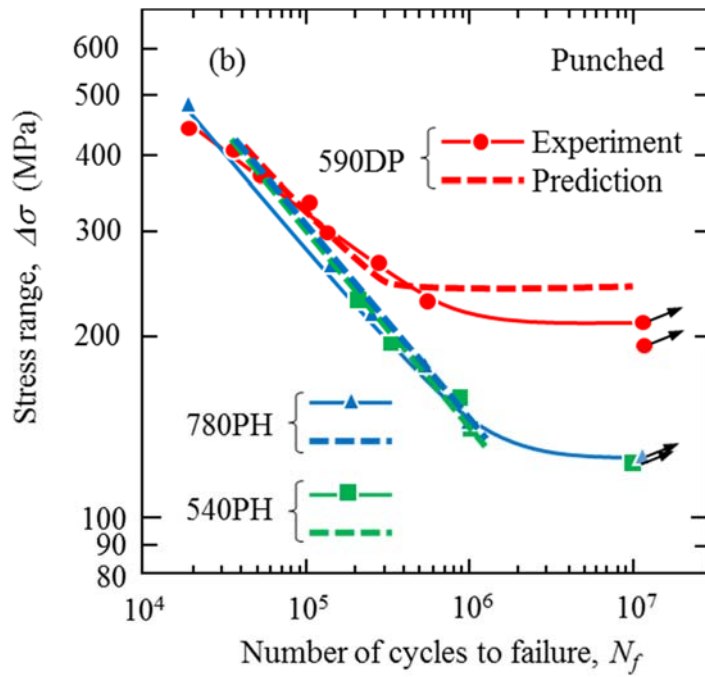 (b)
Punched
590DP
Experiment
Prediction
780PH
540PH
Stress range, Δσ (MPa)
600
500
400
300
200
100
90
80
10⁴
10⁵
10⁶
10⁷
Number of cycles to failure, N_f